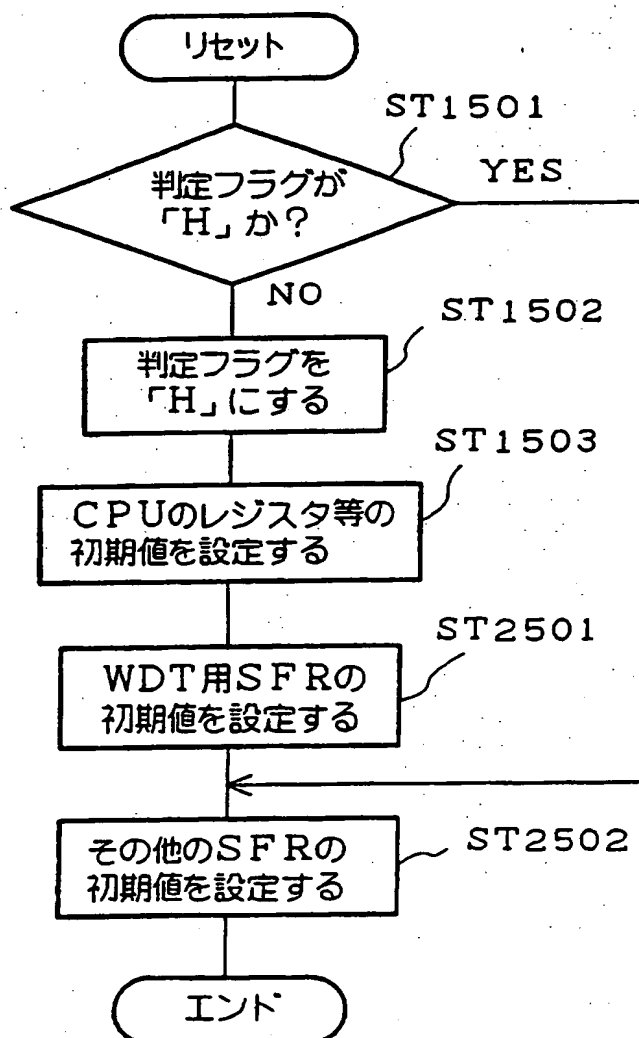 リセット
ST1501
判定フラグが
「H」か?
YES
NO
ST1502
判定フラグを
「H」にする
ST1503
CPUのレジスタ等の
初期値を設定する
ST2501
WDT用SFRの
初期値を設定する
その他のSFRの
初期値を設定する
ST2502
エンド